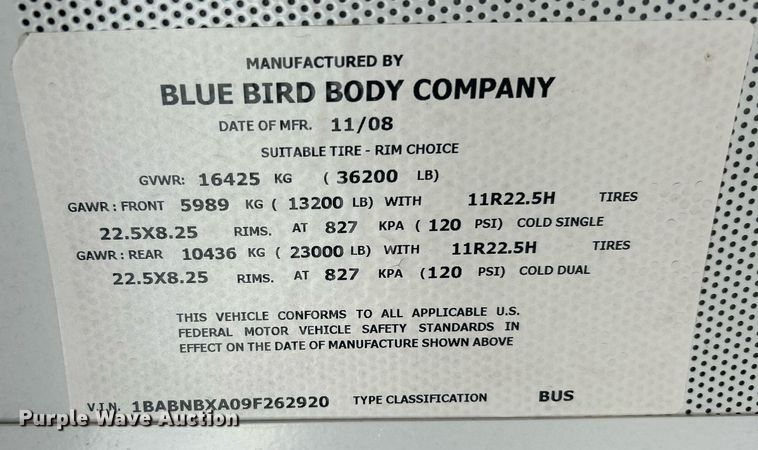 MANUFACTURED BY
BLUE BIRD BODY COMPANY
DATE OF MFR. 11/08
SUITABLE TIRE - RIM CHOICE
GVWR: 16425 KG ( 36200 LB)
GAWR : FRONT 5989 KG ( 13200 LB) WITH 11R22.5H TIRES
22.5X8.25 RIMS. AT 827 KPA ( 120 PSI) COLD SINGLE
GAWR : REAR 10436 KG ( 23000 LB) WITH 11R22.5H TIRES
22.5X8.25 RIMS. AT 827 KPA (120 PSI) COLD DUAL
THIS VEHICLE CONFORMS TO ALL APPLICABLE U.S.
FEDERAL MOTOR VEHICLE SAFETY STANDARDS IN
EFFECT ON THE DATE OF MANUFACTURE SHOWN ABOVE
V.I.N. 1BABNBXA09F262920 TYPE CLASSIFICATION BUS
Purple Wave Auction